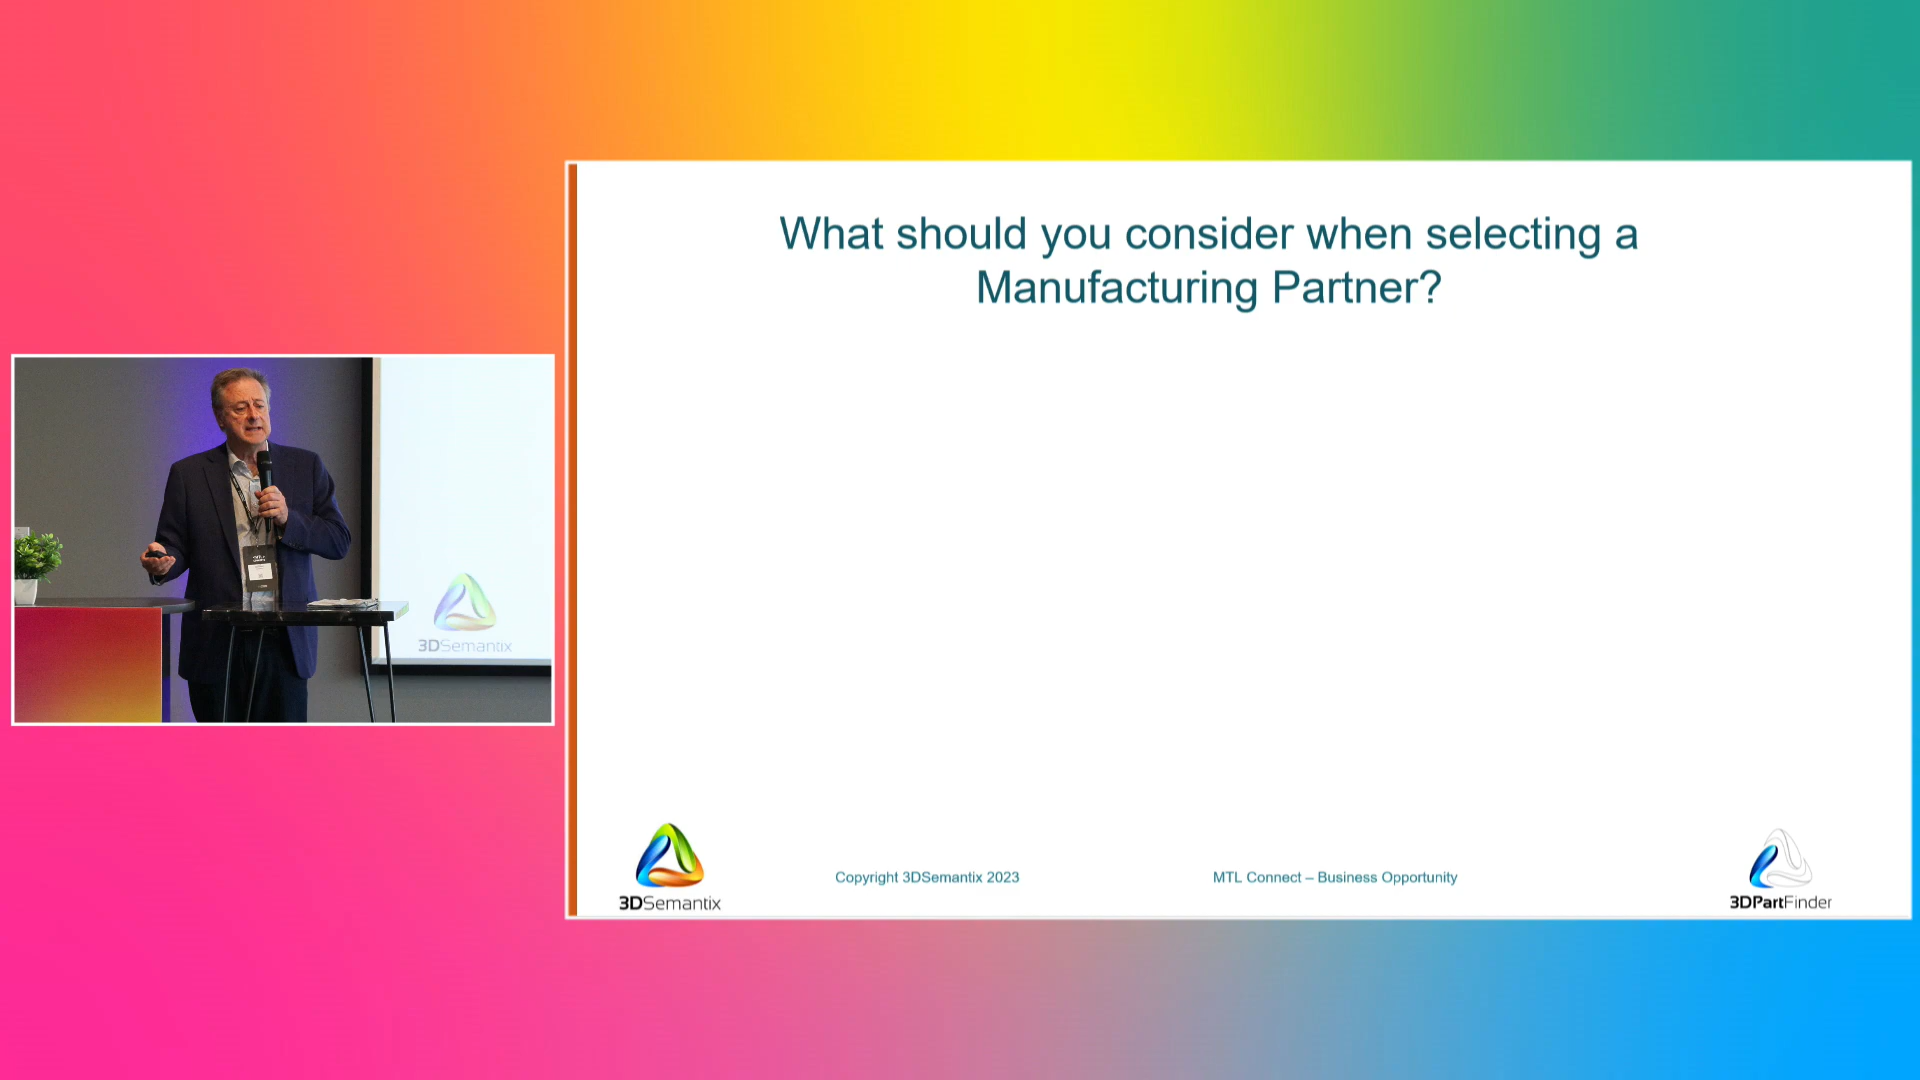 What should you consider when selecting a
Manufacturing Partner?
3DSemantix
3DSemantix
Copyright 3DSemantix 2023
MTL Connect – Business Opportunity
3DPartFinder